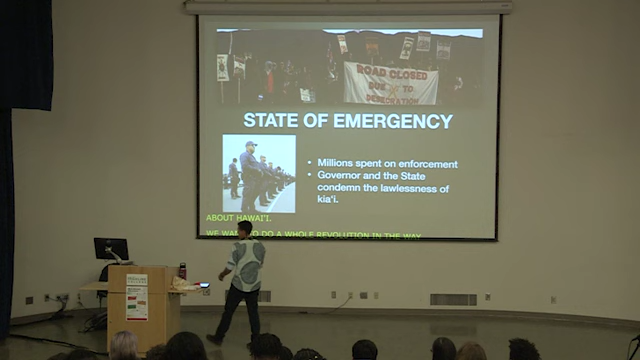 ROAD CLOSED
DUE TO
DESECRATION
STATE OF EMERGENCY
• Millions spent on enforcement
• Governor and the State
condemn the lawlessness of
kia'i.
ABOUT HAWAI'I.
WE WANT TO DO A WHOLE REVOLUTION IN THE WAY